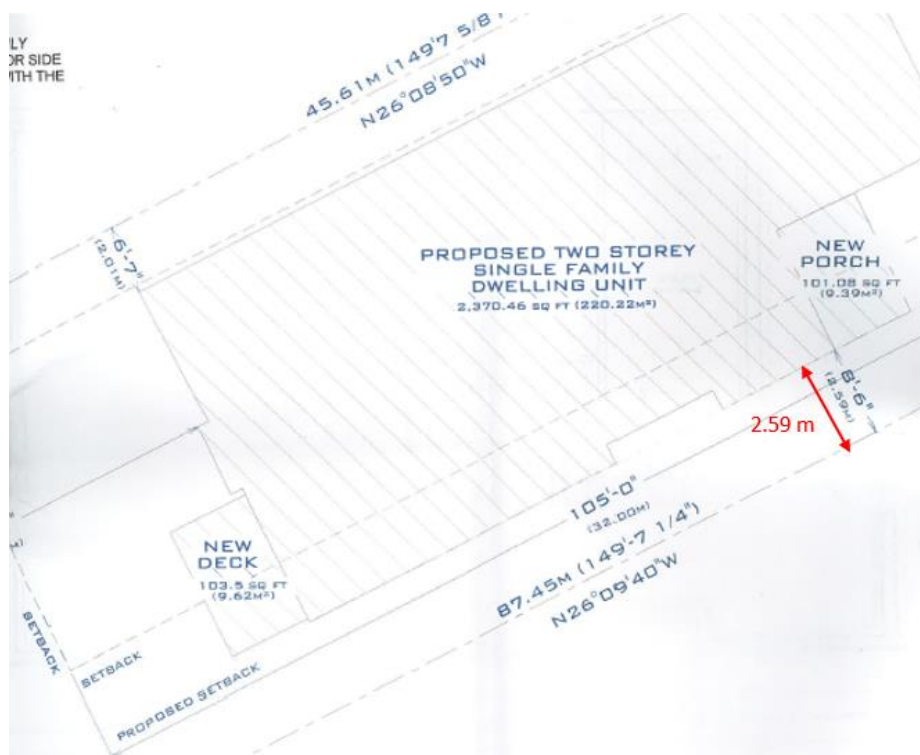 LY
OR SIDE
ITH THE
45.61M (149'7 5/8
N26°08'50"W
6'-7"
(2.01M)
PROPOSED TWO STOREY
SINGLE FAMILY
DWELLING UNIT
2,370.46 SQ FT (220.22M²)
NEW
PORCH
101.08 SQ FT
(9.39M²)
8'-6"
(2.59M)
2.59 m
105'-0"
(32.00M)
87.45M (149'-7 1/4")
N26°09'40"W
NEW
DECK
103.5 SQ FT
(9.62M²)
SETBACK
SETBACK
PROPOSED SETBACK